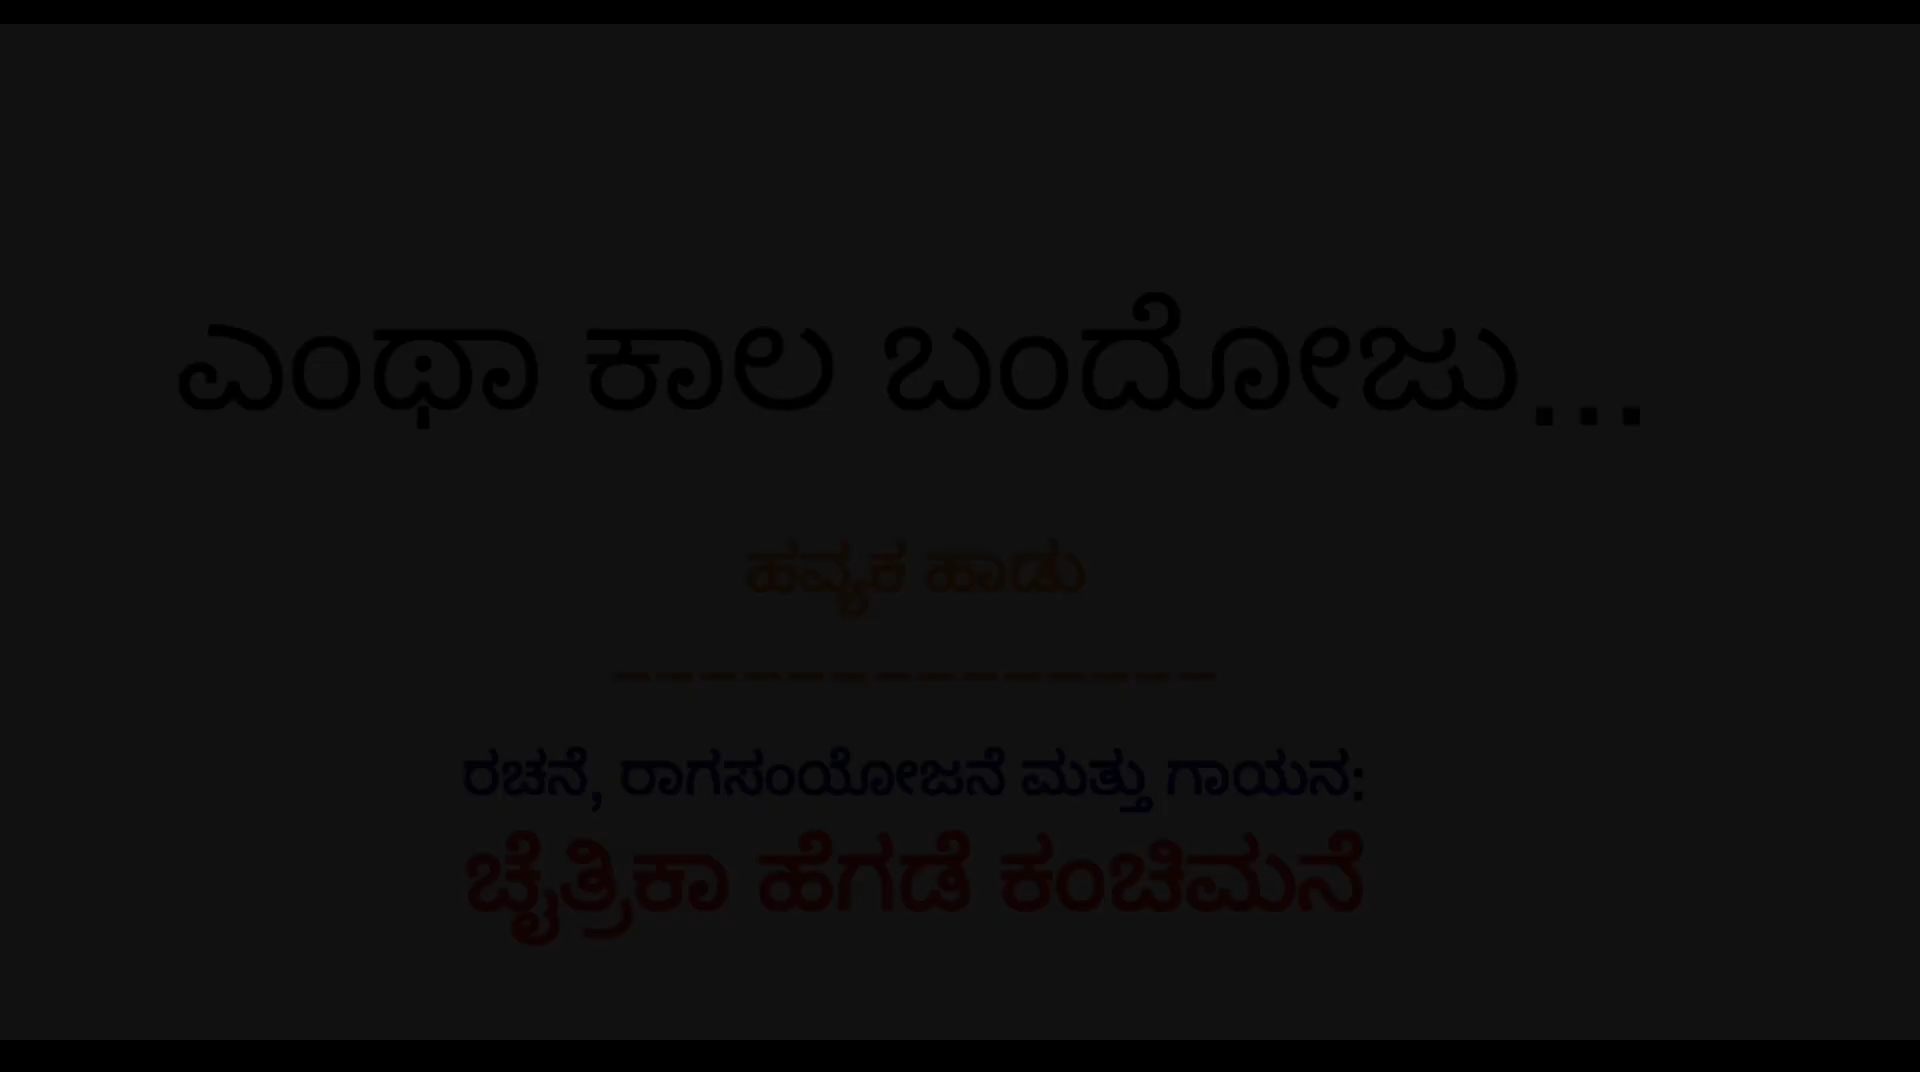 ಎಂಥಾ ಕಾಲ ಬಂದೋಜು...
ಹವ್ಯಕ ಹಾಡು
--------------
ರಚನೆ, ರಾಗಸಂಯೋಜನೆ ಮತ್ತು ಗಾಯನ:
ಚೈತ್ರಿಕಾ ಹೆಗಡೆ ಕಂಚಿಮನೆ